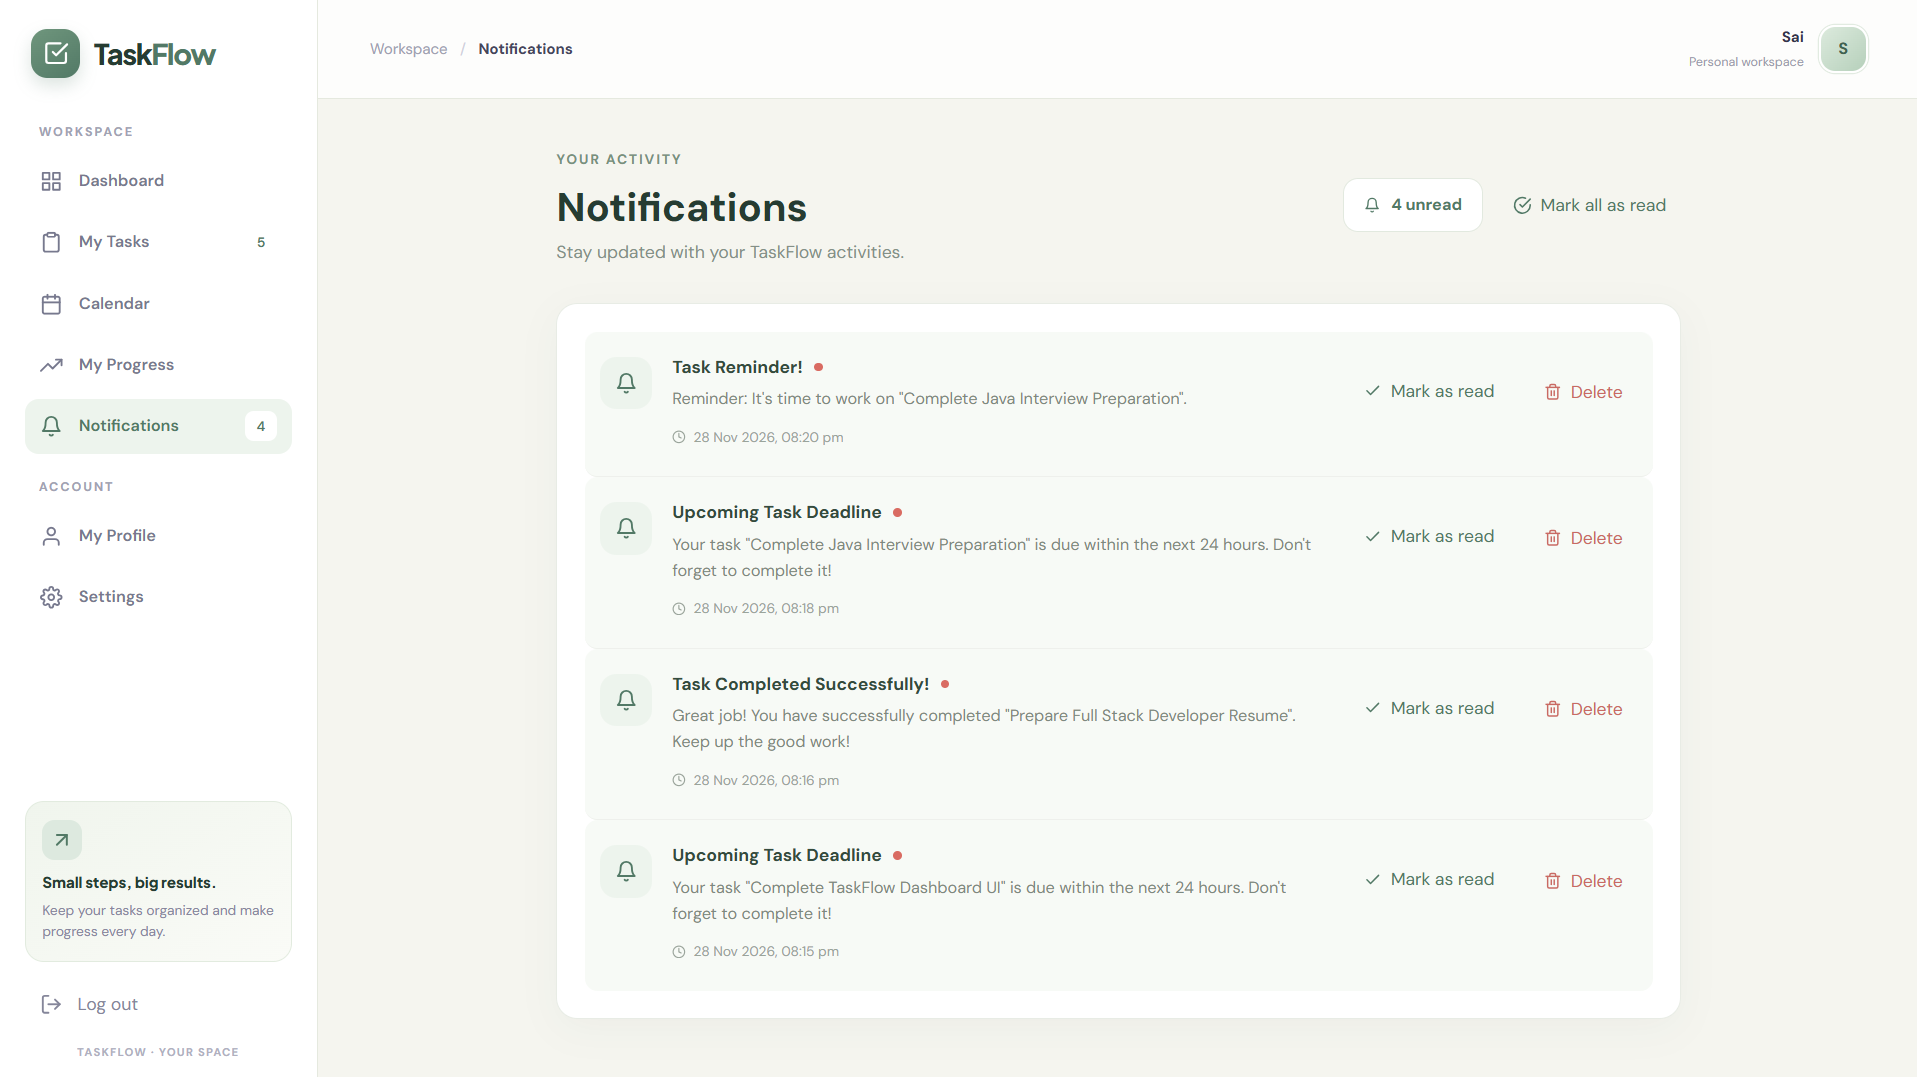 TaskFlow
WORKSPACE
Dashboard
My Tasks 5
Calendar
My Progress
Notifications 4
ACCOUNT
My Profile
Settings
Small steps, big results.
Keep your tasks organized and make
progress every day.
Log out
TASKFLOW · YOUR SPACE
Workspace / Notifications
Sai
Personal workspace
S
YOUR ACTIVITY
Notifications
Stay updated with your TaskFlow activities.
4 unread
Mark all as read
Task Reminder!
Reminder: It's time to work on "Complete Java Interview Preparation".
28 Nov 2026, 08:20 pm
Mark as read
Delete
Upcoming Task Deadline
Your task "Complete Java Interview Preparation" is due within the next 24 hours. Don't
forget to complete it!
28 Nov 2026, 08:18 pm
Mark as read
Delete
Task Completed Successfully!
Great job! You have successfully completed "Prepare Full Stack Developer Resume".
Keep up the good work!
28 Nov 2026, 08:16 pm
Mark as read
Delete
Upcoming Task Deadline
Your task "Complete TaskFlow Dashboard UI" is due within the next 24 hours. Don't
forget to complete it!
28 Nov 2026, 08:15 pm
Mark as read
Delete